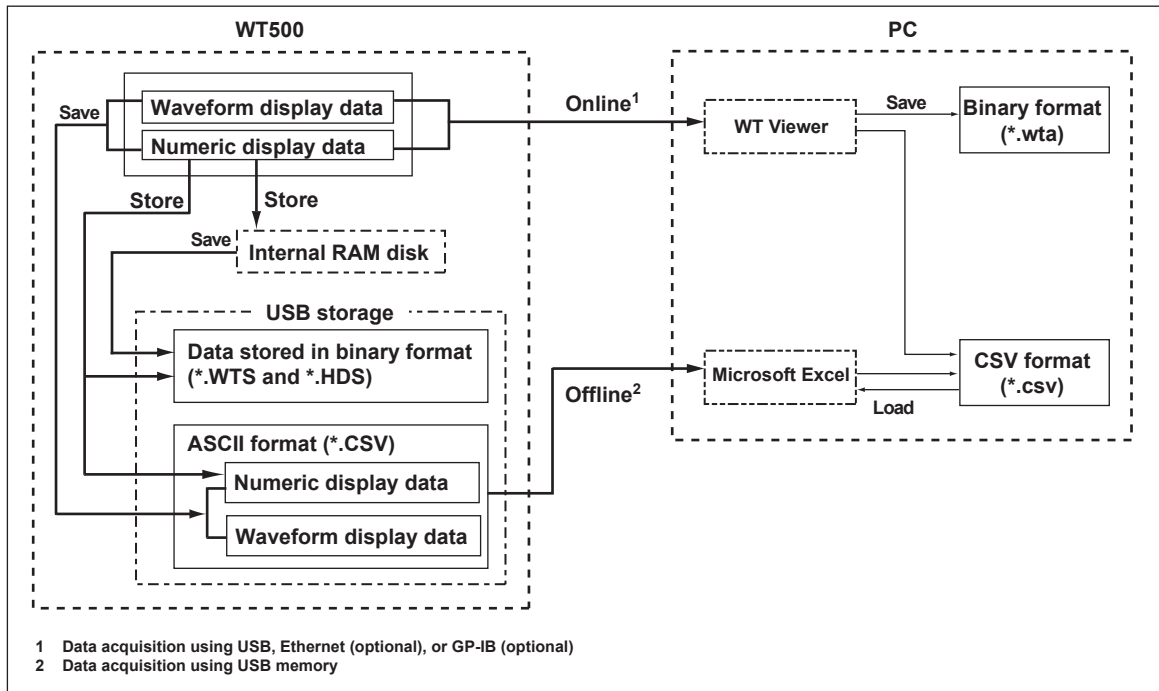 WT500
PC
Save
Waveform display data
Numeric display data
Online1
WT Viewer
Save
Binary format
(*.wta)
Store
Store
Save
Internal RAM disk
USB storage
Data stored in binary format
(*.WTS and *.HDS)
Offline2
Microsoft Excel
Load
CSV format
(*.csv)
ASCII format (*.CSV)
Numeric display data
Waveform display data
1 Data acquisition using USB, Ethernet (optional), or GP-IB (optional)
2 Data acquisition using USB memory